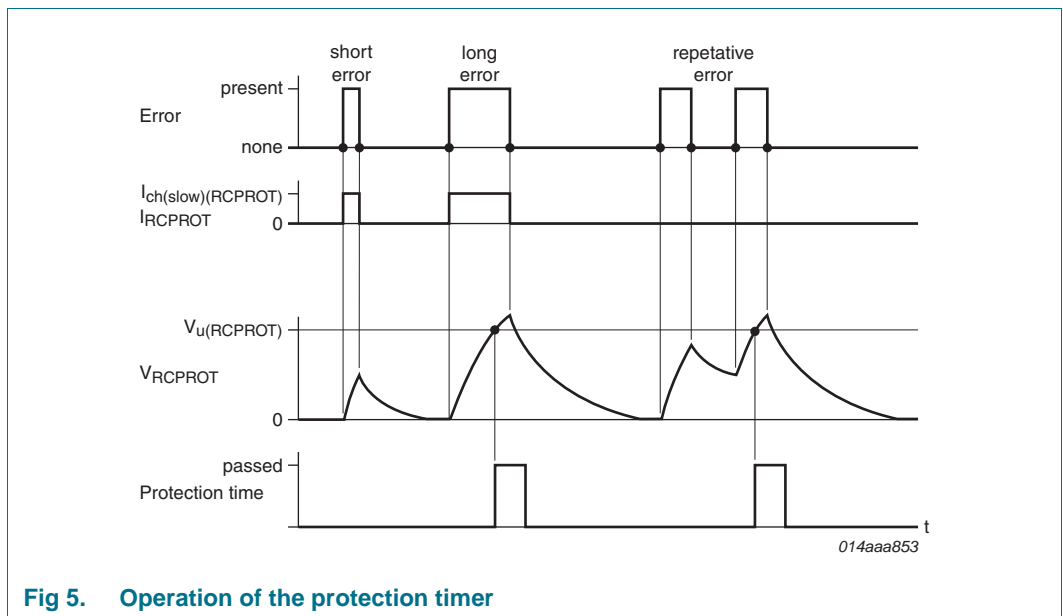 short error
long error
repetative error
present
Error
none
Ich(slow)(RCPROT)
IRCPROT
0
Vu(RCPROT)
VRCPROT
0
passed
Protection time
t
014aaa853
Fig 5. Operation of the protection timer